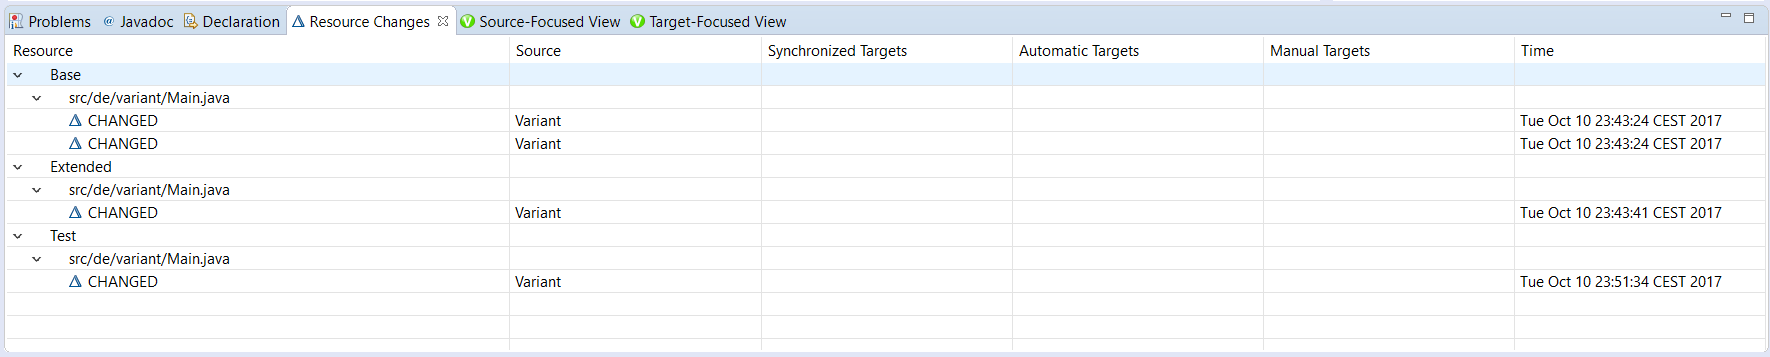 Problems @ Javadoc Declaration Resource Changes Source-Focused View Target-Focused View
Resource Source Synchronized Targets Automatic Targets Manual Targets Time
Base
src/de/variant/Main.java
CHANGED Variant Tue Oct 10 23:43:24 CEST 2017
CHANGED Variant Tue Oct 10 23:43:24 CEST 2017
Extended
src/de/variant/Main.java
CHANGED Variant Tue Oct 10 23:43:41 CEST 2017
Test
src/de/variant/Main.java
CHANGED Variant Tue Oct 10 23:51:34 CEST 2017